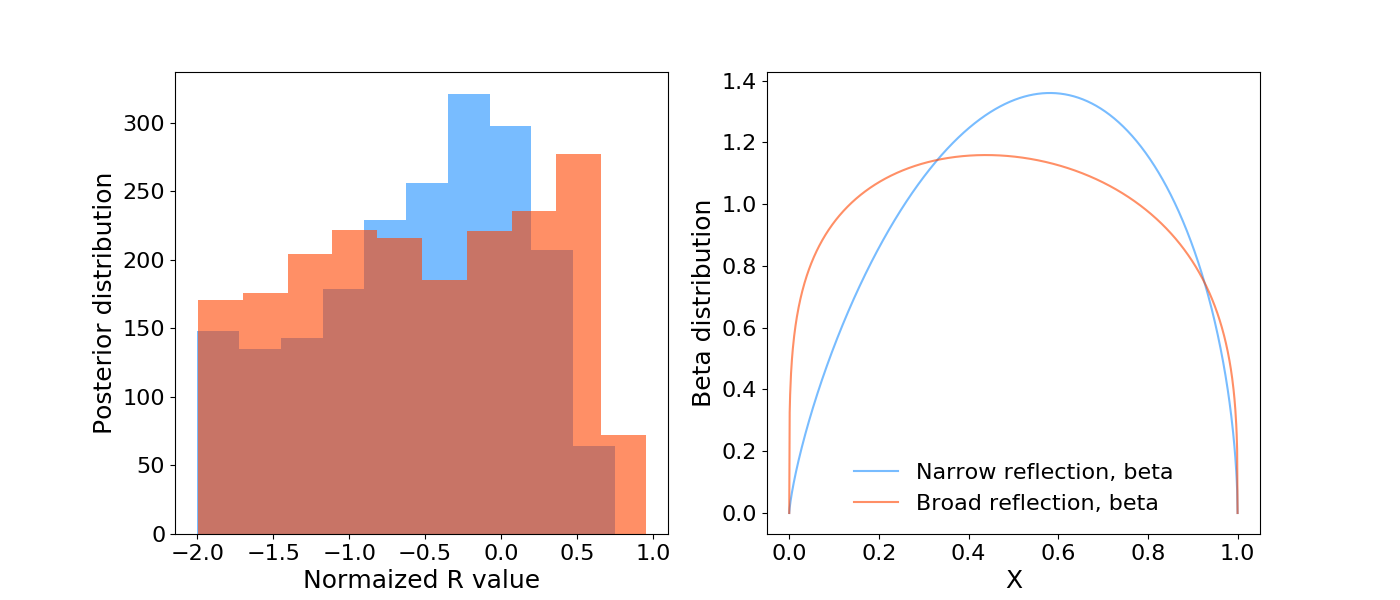 Posterior distribution
300
250
200
150
100
50
0
−2.0 −1.5 −1.0 −0.5 0.0 0.5 1.0
Normaized R value
Beta distribution
1.4
1.2
1.0
0.8
0.6
0.4
0.2
0.0
Narrow reflection, beta
Broad reflection, beta
0.0 0.2 0.4 0.6 0.8 1.0
X